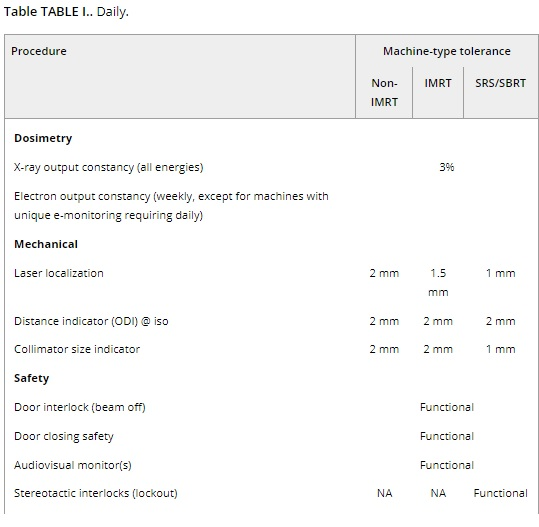 Table TABLE I.. Daily.
Procedure Machine-type tolerance
Non-IMRT IMRT SRS/SBRT
Dosimetry
X-ray output constancy (all energies) 3%
Electron output constancy (weekly, except for machines with
unique e-monitoring requiring daily)
Mechanical
Laser localization 2 mm 1.5 mm 1 mm
Distance indicator (ODI) @ iso 2 mm 2 mm 2 mm
Collimator size indicator 2 mm 2 mm 1 mm
Safety
Door interlock (beam off) Functional
Door closing safety Functional
Audiovisual monitor(s) Functional
Stereotactic interlocks (lockout) NA NA Functional